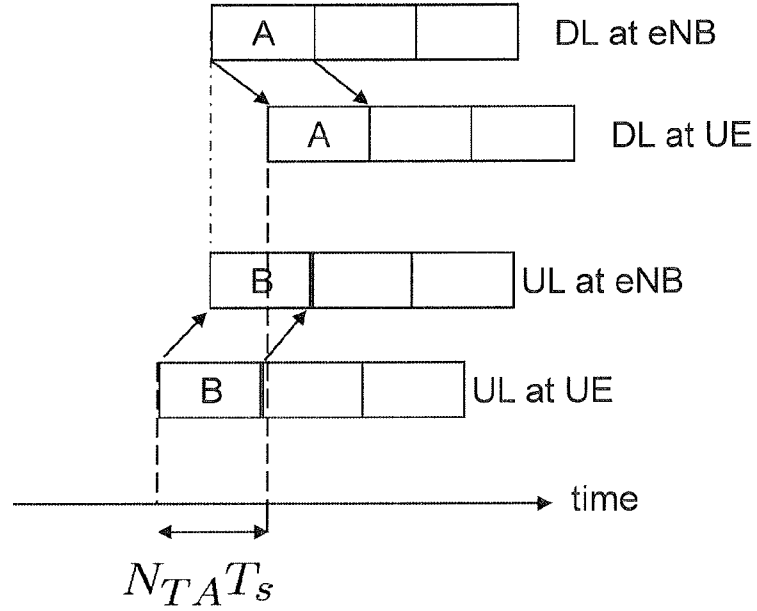 A DL at eNB
A DL at UE
B UL at eNB
B UL at UE
time
N_{TA}T_s